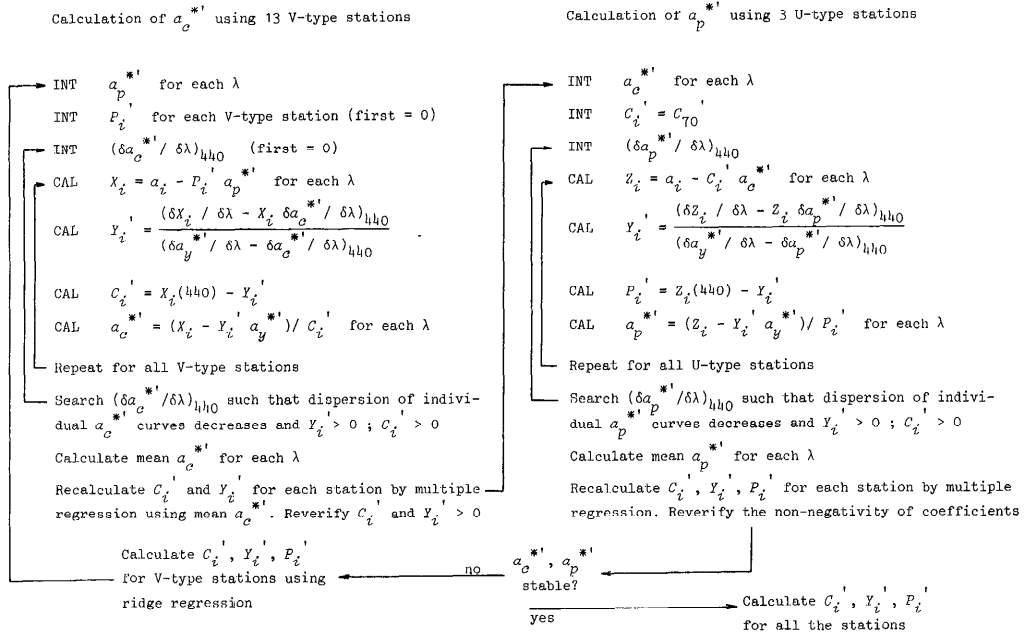 Calculation of a_c*' using 13 V-type stations
INT a_p*' for each λ
INT P_i' for each V-type station (first = 0)
INT (δa_c*'/ δλ)_440 (first = 0)
CAL X_i = a_i - P_i' a_p*' for each λ
CAL Y_i' = (δX_i / δλ - X_i δa_c*'/ δλ)_440 / (δa_y*'/ δλ - δa_c*'/ δλ)_440
CAL C_i' = X_i(440) - Y_i'
CAL a_c*' = (X_i - Y_i' a_y*')/ C_i' for each λ
Repeat for all V-type stations
Search (δa_c*'/δλ)_440 such that dispersion of indivi-
dual a_c*' curves decreases and Y_i' > 0 ; C_i' > 0
Calculate mean a_c*' for each λ
Recalculate C_i' and Y_i' for each station by multiple
regression using mean a_c*'. Reverify C_i' and Y_i' > 0
Calculation of a_p*' using 3 U-type stations
INT a_c*' for each λ
INT C_i' = C_70'
INT (δa_p*'/ δλ)_440
CAL Z_i = a_i - C_i' a_c*' for each λ
CAL Y_i' = (δZ_i / δλ - Z_i δa_p*'/ δλ)_440 / (δa_y*'/ δλ - δa_p*'/ δλ)_440
CAL P_i' = Z_i(440) - Y_i'
CAL a_p*' = (Z_i - Y_i' a_y*')/ P_i' for each λ
Repeat for all U-type stations
Search (δa_p*'/δλ)_440 such that dispersion of indivi-
dual a_p*' curves decreases and Y_i' > 0 ; C_i' > 0
Calculate mean a_p*' for each λ
Recalculate C_i', Y_i', P_i' for each station by multiple
regression. Reverify the non-negativity of coefficients
Calculate C_i', Y_i', P_i'
for V-type stations using
ridge regression
no
a_c*', a_p*'
stable?
yes
Calculate C_i', Y_i', P_i'
for all the stations